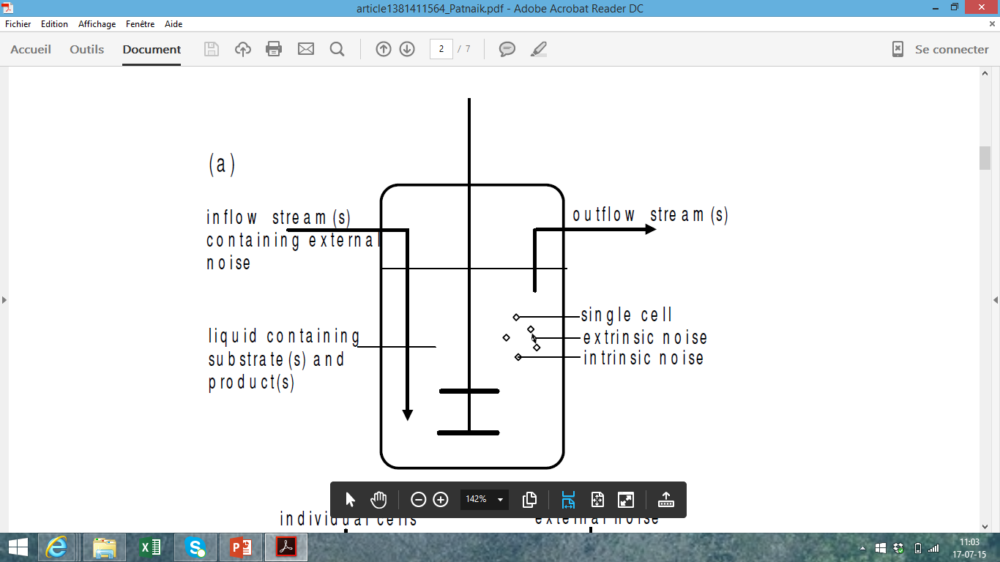 article1381411564_Patnaik.pdf - Adobe Acrobat Reader DC
Fichier Edition Affichage Fenêtre Aide
Accueil Outils Document 2 / 7 Se connecter
(a)
inflow stream(s)
containing external
noise
outflow stream(s)
single cell
extrinsic noise
intrinsic noise
liquid containing
substrate(s) and
product(s)
142%
individual cells
external noise
11:03
17-07-15